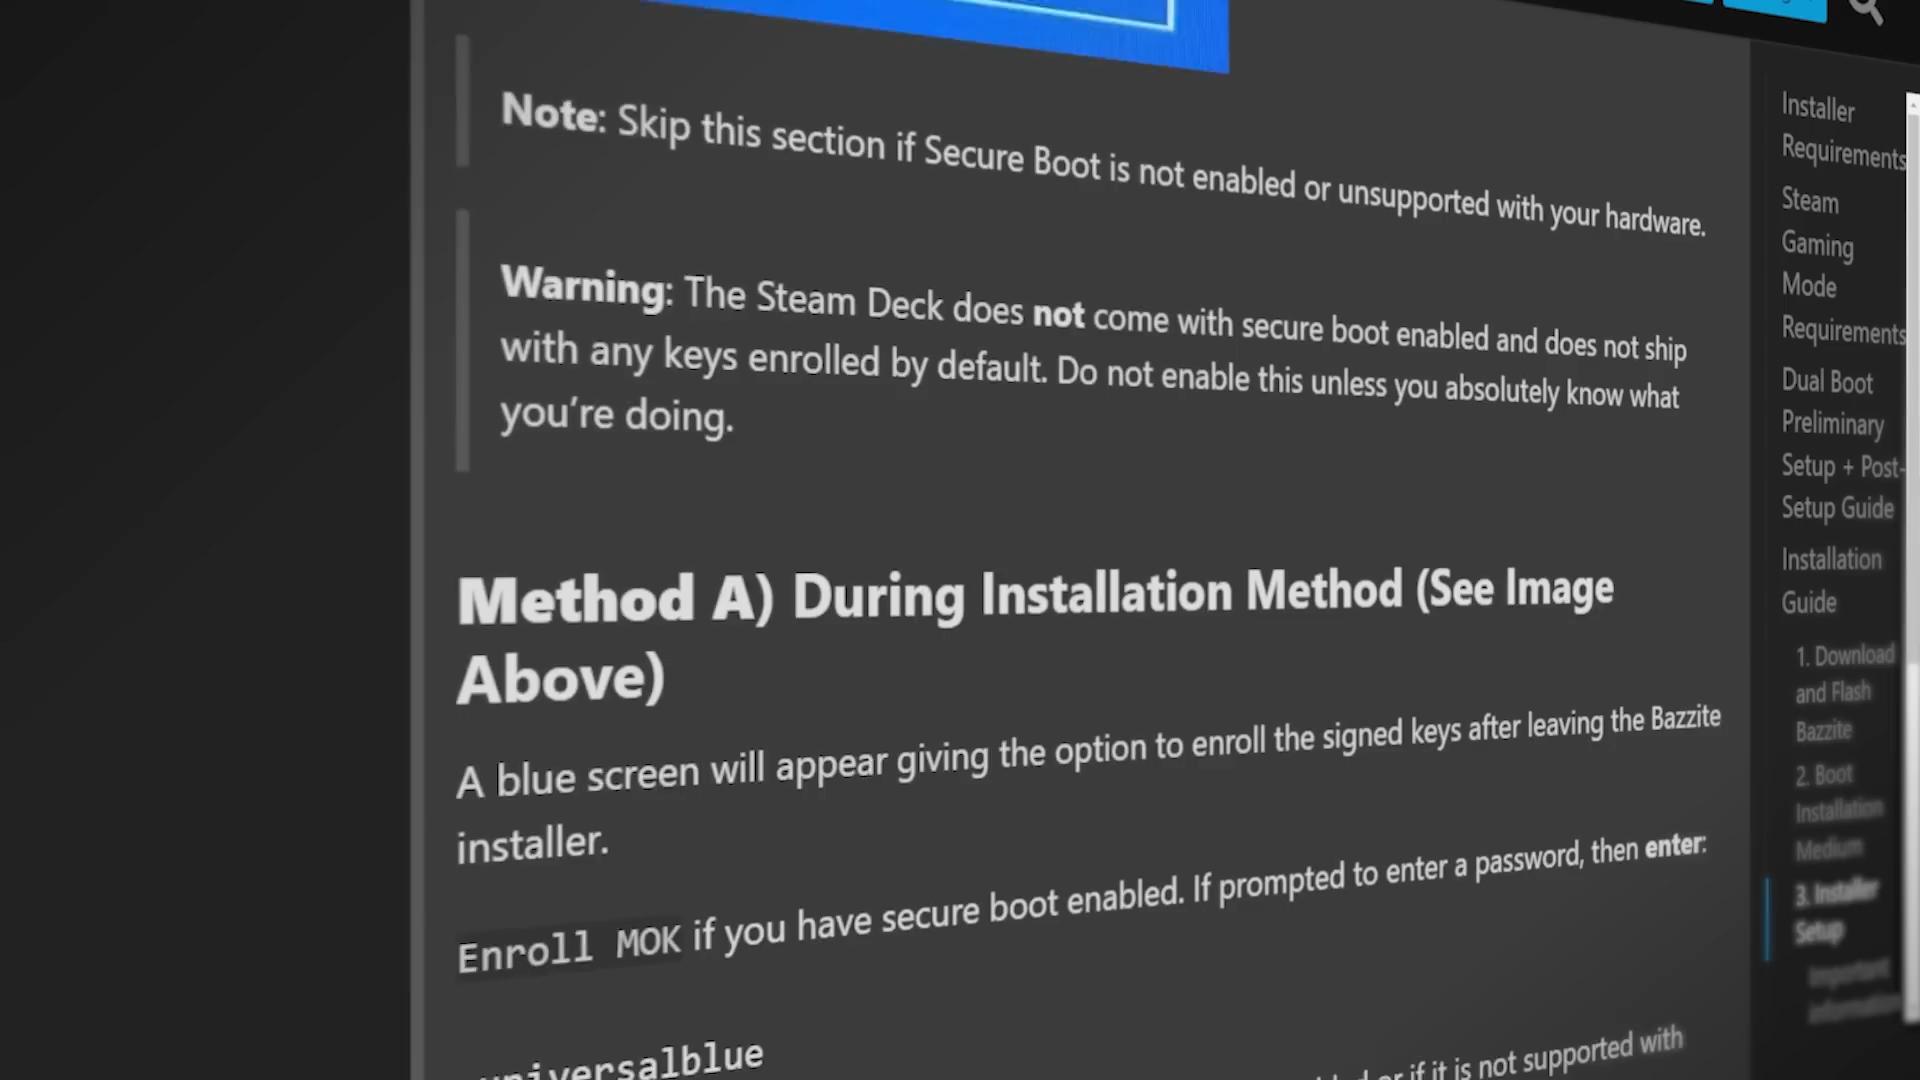 Note: Skip this section if Secure Boot is not enabled or unsupported with your hardware.
Warning: The Steam Deck does not come with secure boot enabled and does not ship
with any keys enrolled by default. Do not enable this unless you absolutely know what
you're doing.
Method A) During Installation Method (See Image
Above)
A blue screen will appear giving the option to enroll the signed keys after leaving the Bazzite
installer.
Enroll MOK if you have secure boot enabled. If prompted to enter a password, then enter:
universalblue
or if it is not supported with
Installer
Requirements
Steam
Gaming
Mode
Requirements
Dual Boot
Preliminary
Setup + Post-
Setup Guide
Installation
Guide
1. Download
and Flash
Bazzite
2. Boot
Installation
Medium
3. Installer
Setup
Important
Information